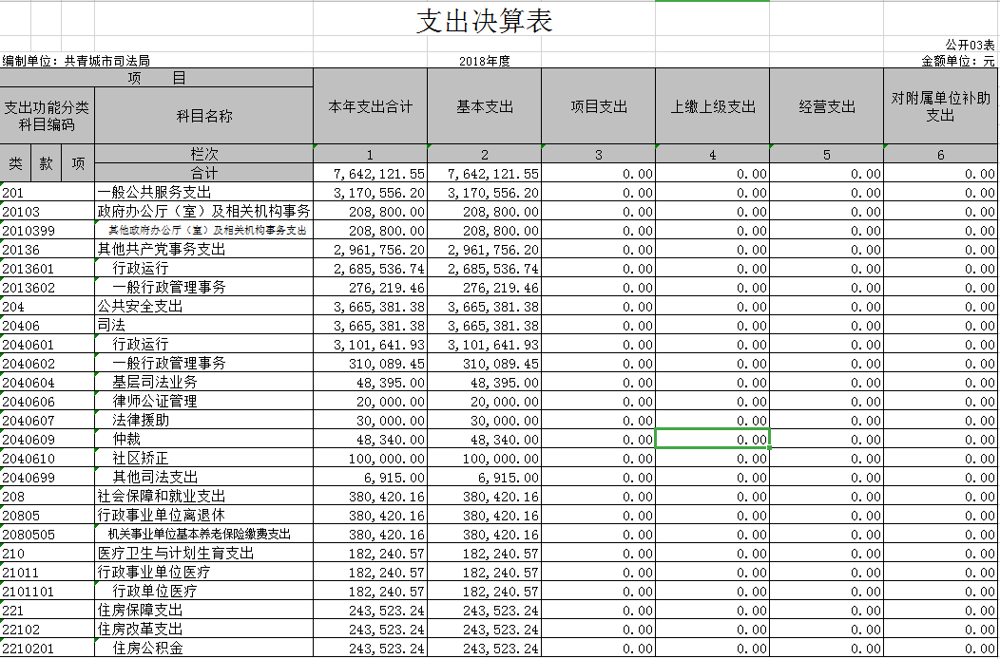 支出决算表
公开03表
编制单位：共青城市司法局 2018年度 金额单位：元
项 目 本年支出合计 基本支出 项目支出 上缴上级支出 经营支出 对附属单位补助支出
支出功能分类科目编码 科目名称
类 款 项 栏次 1 2 3 4 5 6
合计 7,642,121.55 7,642,121.55 0.00 0.00 0.00 0.00
201 一般公共服务支出 3,170,556.20 3,170,556.20 0.00 0.00 0.00 0.00
20103 政府办公厅（室）及相关机构事务 208,800.00 208,800.00 0.00 0.00 0.00 0.00
2010399 其他政府办公厅（室）及相关机构事务支出 208,800.00 208,800.00 0.00 0.00 0.00 0.00
20136 其他共产党事务支出 2,961,756.20 2,961,756.20 0.00 0.00 0.00 0.00
2013601 行政运行 2,685,536.74 2,685,536.74 0.00 0.00 0.00 0.00
2013602 一般行政管理事务 276,219.46 276,219.46 0.00 0.00 0.00 0.00
204 公共安全支出 3,665,381.38 3,665,381.38 0.00 0.00 0.00 0.00
20406 司法 3,665,381.38 3,665,381.38 0.00 0.00 0.00 0.00
2040601 行政运行 3,101,641.93 3,101,641.93 0.00 0.00 0.00 0.00
2040602 一般行政管理事务 310,089.45 310,089.45 0.00 0.00 0.00 0.00
2040604 基层司法业务 48,395.00 48,395.00 0.00 0.00 0.00 0.00
2040606 律师公证管理 20,000.00 20,000.00 0.00 0.00 0.00 0.00
2040607 法律援助 30,000.00 30,000.00 0.00 0.00 0.00 0.00
2040609 仲裁 48,340.00 48,340.00 0.00 0.00 0.00 0.00
2040610 社区矫正 100,000.00 100,000.00 0.00 0.00 0.00 0.00
2040699 其他司法支出 6,915.00 6,915.00 0.00 0.00 0.00 0.00
208 社会保障和就业支出 380,420.16 380,420.16 0.00 0.00 0.00 0.00
20805 行政事业单位离退休 380,420.16 380,420.16 0.00 0.00 0.00 0.00
2080505 机关事业单位基本养老保险缴费支出 380,420.16 380,420.16 0.00 0.00 0.00 0.00
210 医疗卫生与计划生育支出 182,240.57 182,240.57 0.00 0.00 0.00 0.00
21011 行政事业单位医疗 182,240.57 182,240.57 0.00 0.00 0.00 0.00
2101101 行政单位医疗 182,240.57 182,240.57 0.00 0.00 0.00 0.00
221 住房保障支出 243,523.24 243,523.24 0.00 0.00 0.00 0.00
22102 住房改革支出 243,523.24 243,523.24 0.00 0.00 0.00 0.00
2210201 住房公积金 243,523.24 243,523.24 0.00 0.00 0.00 0.00